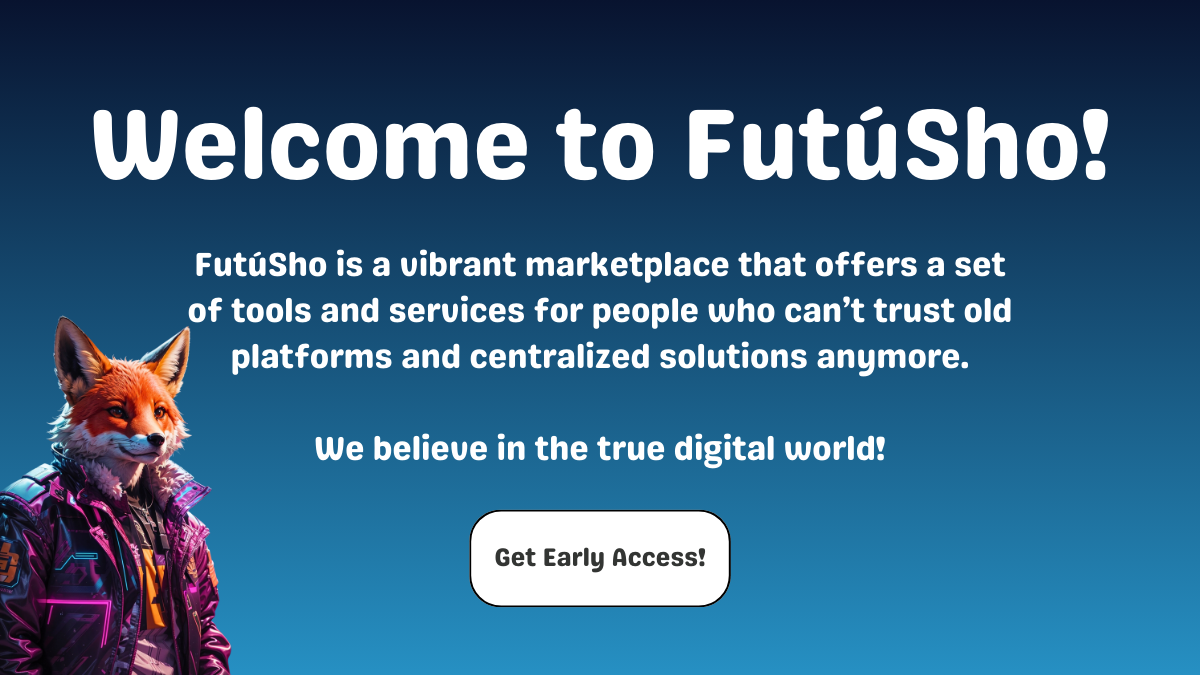 Welcome to FutúSho!
FutúSho is a vibrant marketplace that offers a set
of tools and services for people who can’t trust old
platforms and centralized solutions anymore.
We believe in the true digital world!
Get Early Access!